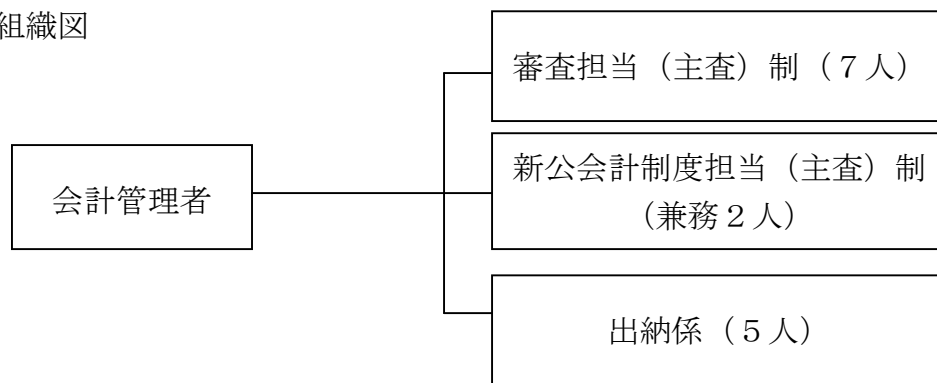 組織図
審査担当（主査）制（７人）
会計管理者
新公会計制度担当（主査）制
（兼務２人）
出納係（５人）